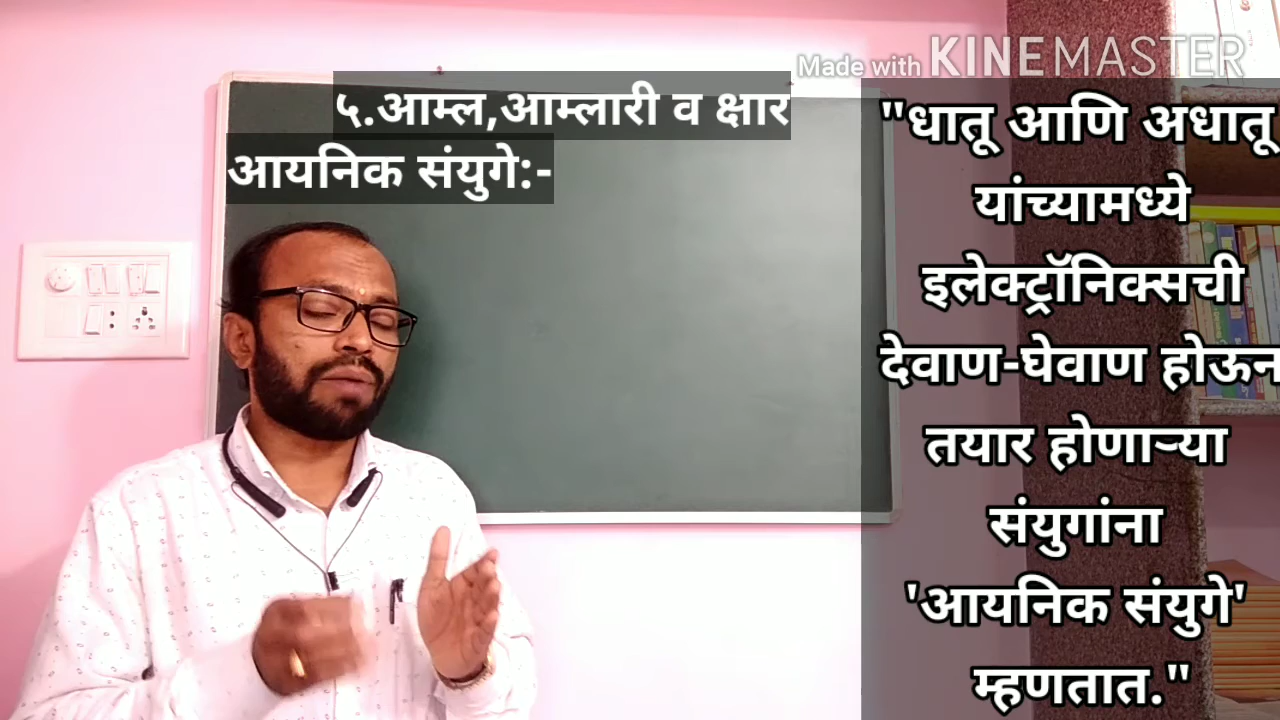 Made with KINEMASTER
५.आम्ल,आम्लारी व क्षार
आयनिक संयुगे:-
"धातू आणि अधातू
यांच्यामध्ये
इलेक्ट्रॉनिक्सची
देवाण-घेवाण होऊन
तयार होणाऱ्या
संयुगांना
'आयनिक संयुगे'
म्हणतात."